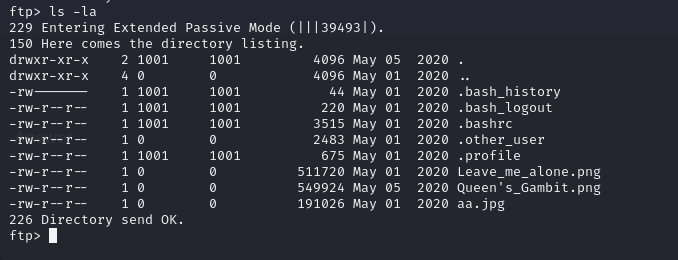 ftp> ls -la
229 Entering Extended Passive Mode (|||39493|).
150 Here comes the directory listing.
drwxr-xr-x    2 1001     1001         4096 May 05  2020 .
drwxr-xr-x    4 0        0            4096 May 01  2020 ..
-rw-------    1 1001     1001           44 May 01  2020 .bash_history
-rw-r--r--    1 1001     1001          220 May 01  2020 .bash_logout
-rw-r--r--    1 1001     1001         3515 May 01  2020 .bashrc
-rw-r--r--    1 0        0            2483 May 01  2020 .other_user
-rw-r--r--    1 1001     1001          675 May 01  2020 .profile
-rw-r--r--    1 0        0          511720 May 01  2020 Leave_me_alone.png
-rw-r--r--    1 0        0          549924 May 05  2020 Queen's_Gambit.png
-rw-r--r--    1 0        0          191026 May 01  2020 aa.jpg
226 Directory send OK.
ftp>